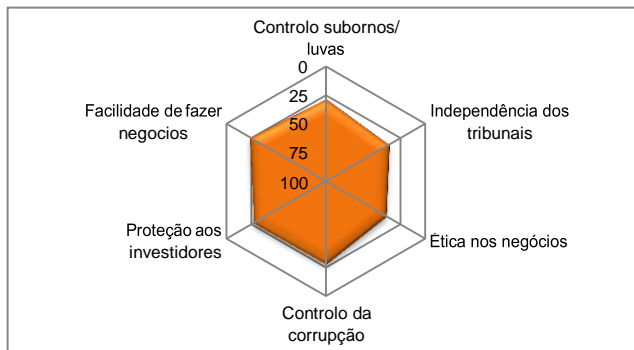 Controlo subornos/
luvas
0
25
50
75
100
Facilidade de fazer
negocios
Independência dos
tribunais
Proteção aos
investidores
Ética nos negócios
Controlo da
corrupção